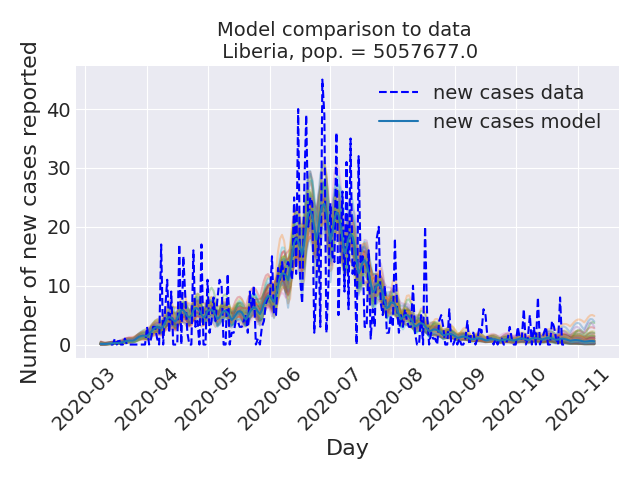 Model comparison to data
Liberia, pop. = 5057677.0
Number of new cases reported
40
30
20
10
0
new cases data
new cases model
2020-03
2020-04
2020-05
2020-06
2020-07
2020-08
2020-09
2020-10
2020-11
Day